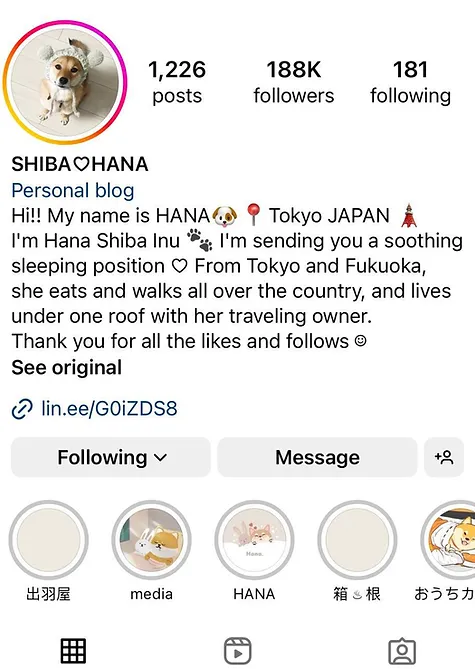 1,226 188K 181
posts followers following
SHIBA♡HANA
Personal blog
Hi!! My name is HANA🐶📍Tokyo JAPAN 🗼
I'm Hana Shiba Inu 🐾 I'm sending you a soothing
sleeping position ♡ From Tokyo and Fukuoka,
she eats and walks all over the country, and lives
under one roof with her traveling owner.
Thank you for all the likes and follows ☺
See original
lin.ee/G0iZDS8
Following Message
Hana.
出羽屋 media HANA 箱♨根 おうちカ